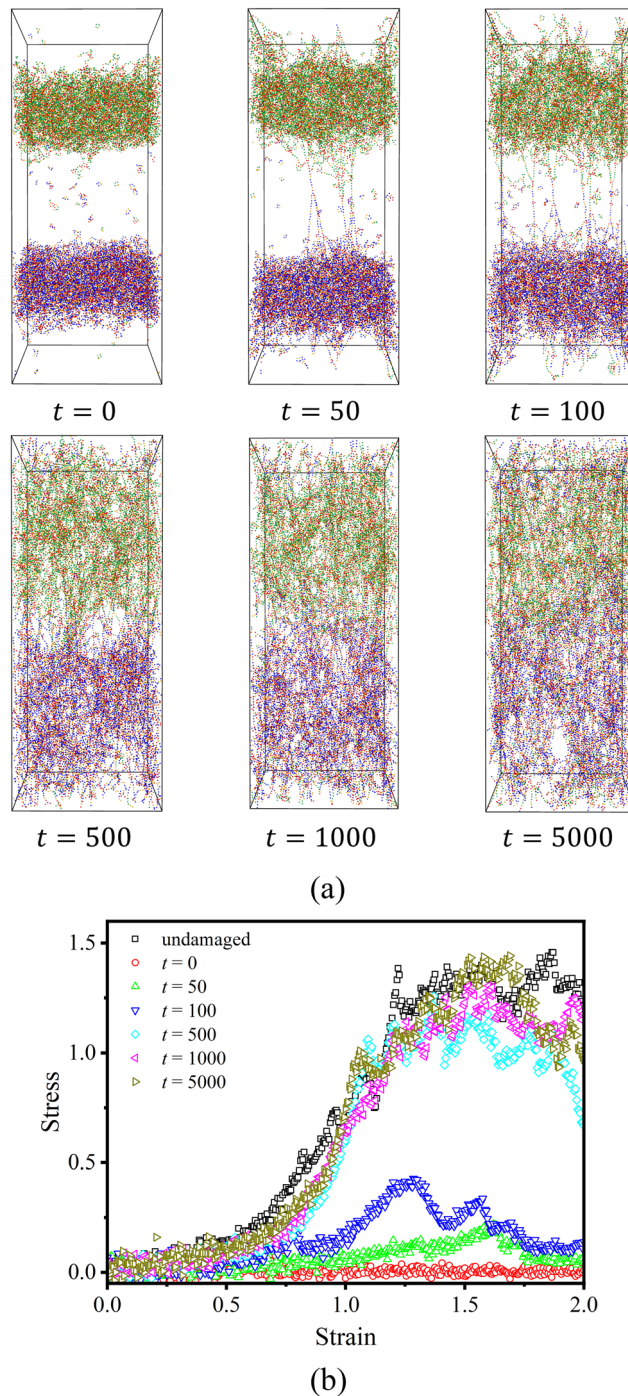 t = 0 t = 50 t = 100
t = 500 t = 1000 t = 5000
(a)
1.5
1.0
0.5
0.0
Stress
undamaged
t = 0
t = 50
t = 100
t = 500
t = 1000
t = 5000
0.0 0.5 1.0 1.5 2.0
Strain
(b)